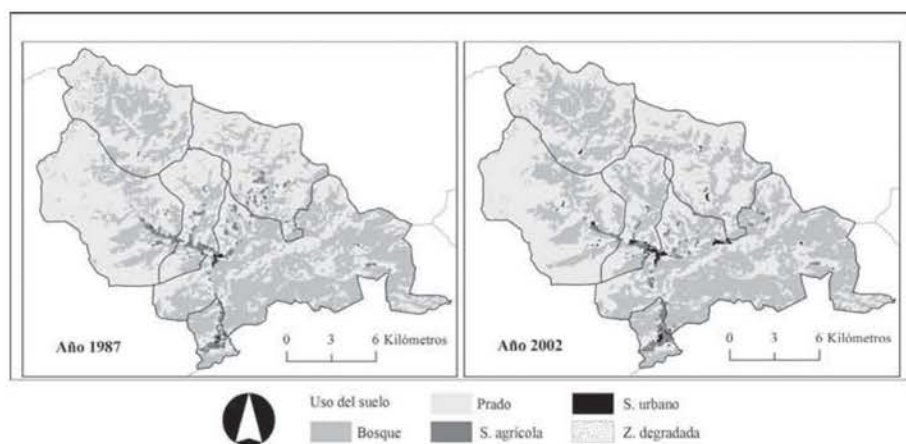 Año 1987
0 3 6 Kilómetros
Año 2002
0 3 6 Kilómetros
Uso del suelo
Prado
S. urbano
Bosque
S. agrícola
Z. degradada